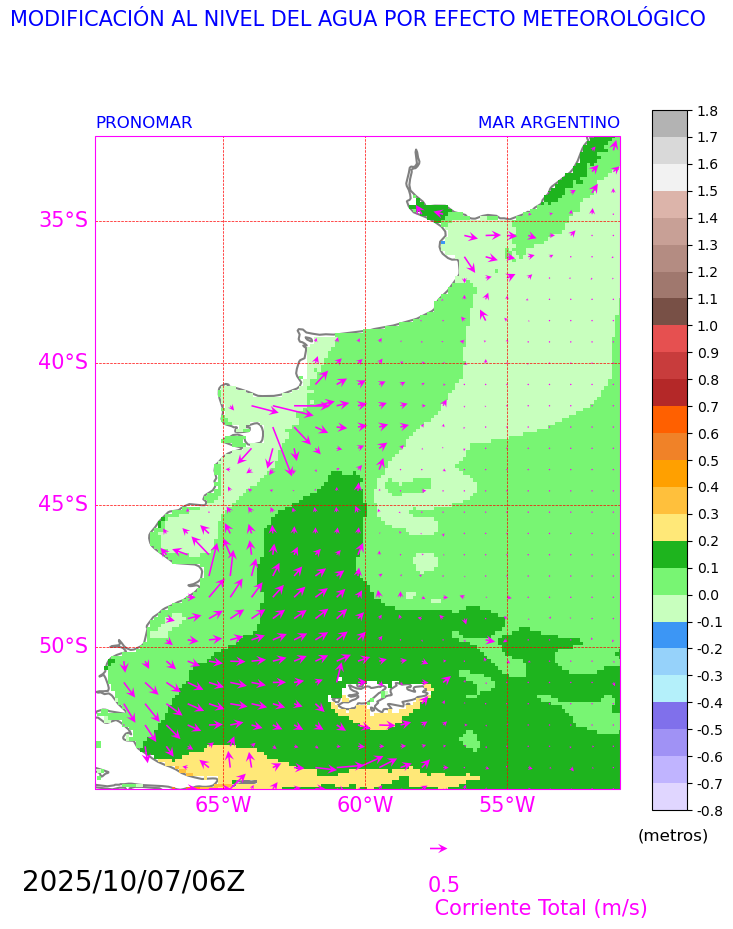 MODIFICACIÓN AL NIVEL DEL AGUA POR EFECTO METEOROLÓGICO
PRONOMAR MAR ARGENTINO
35°S
40°S
45°S
50°S
65°W 60°W 55°W
1.8
1.7
1.6
1.5
1.4
1.3
1.2
1.1
1.0
0.9
0.8
0.7
0.6
0.5
0.4
0.3
0.2
0.1
0.0
-0.1
-0.2
-0.3
-0.4
-0.5
-0.6
-0.7
-0.8
(metros)
2025/10/07/06Z
0.5
Corriente Total (m/s)